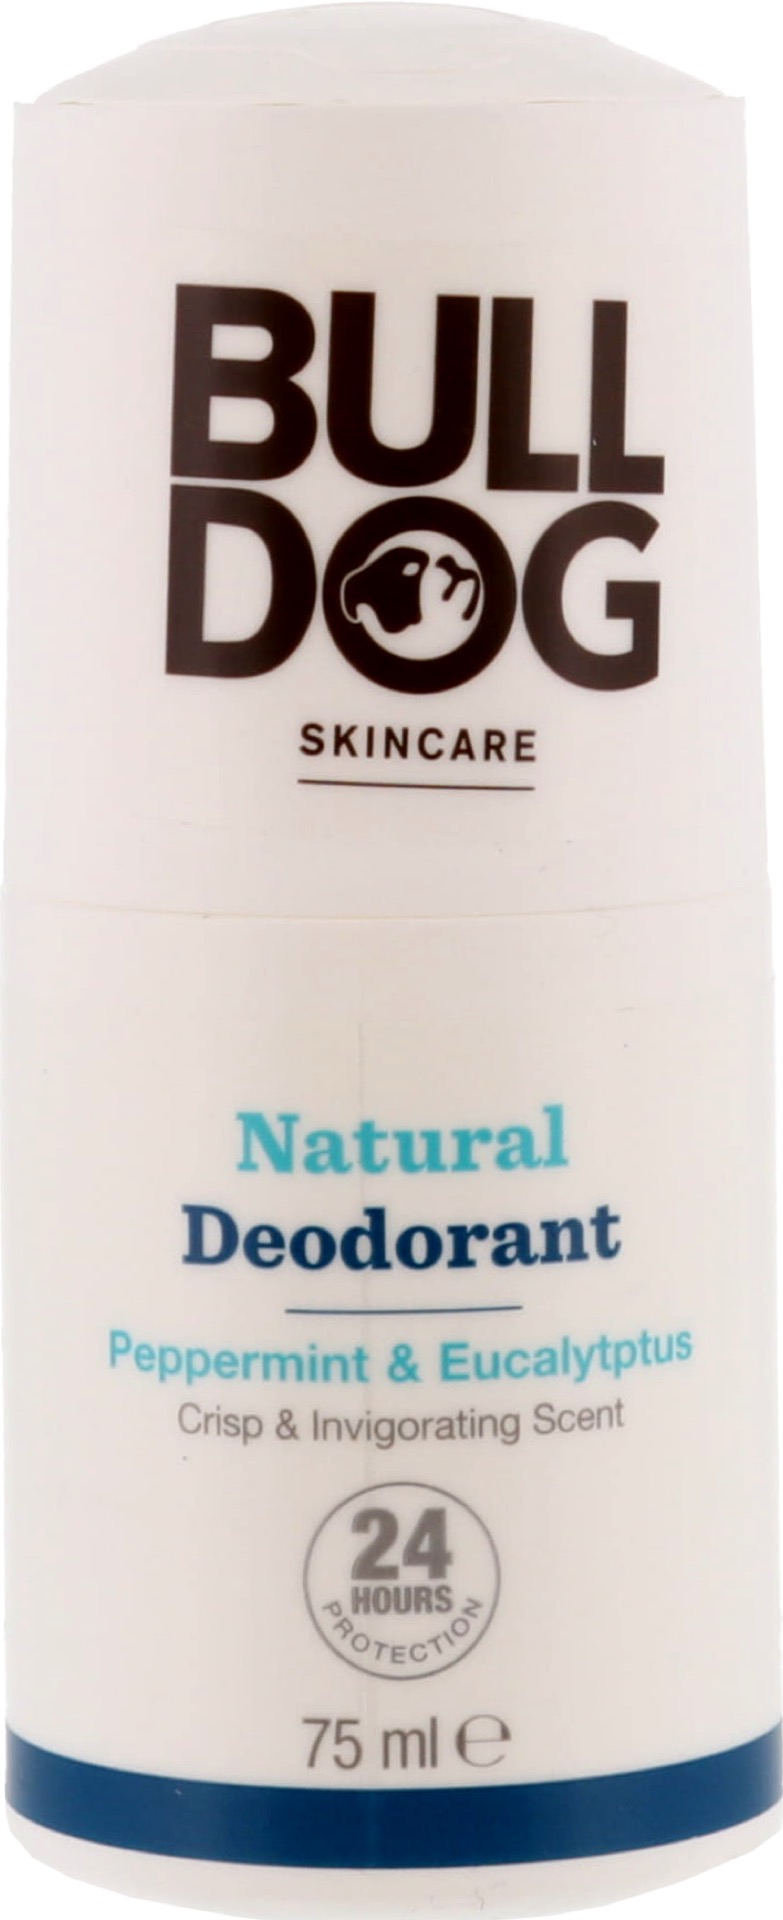 BULL
DOG
SKINCARE
Natural
Deodorant
Peppermint & Eucalytptus
Crisp & Invigorating Scent
24
HOURS
PROTECTION
75 ml ℮